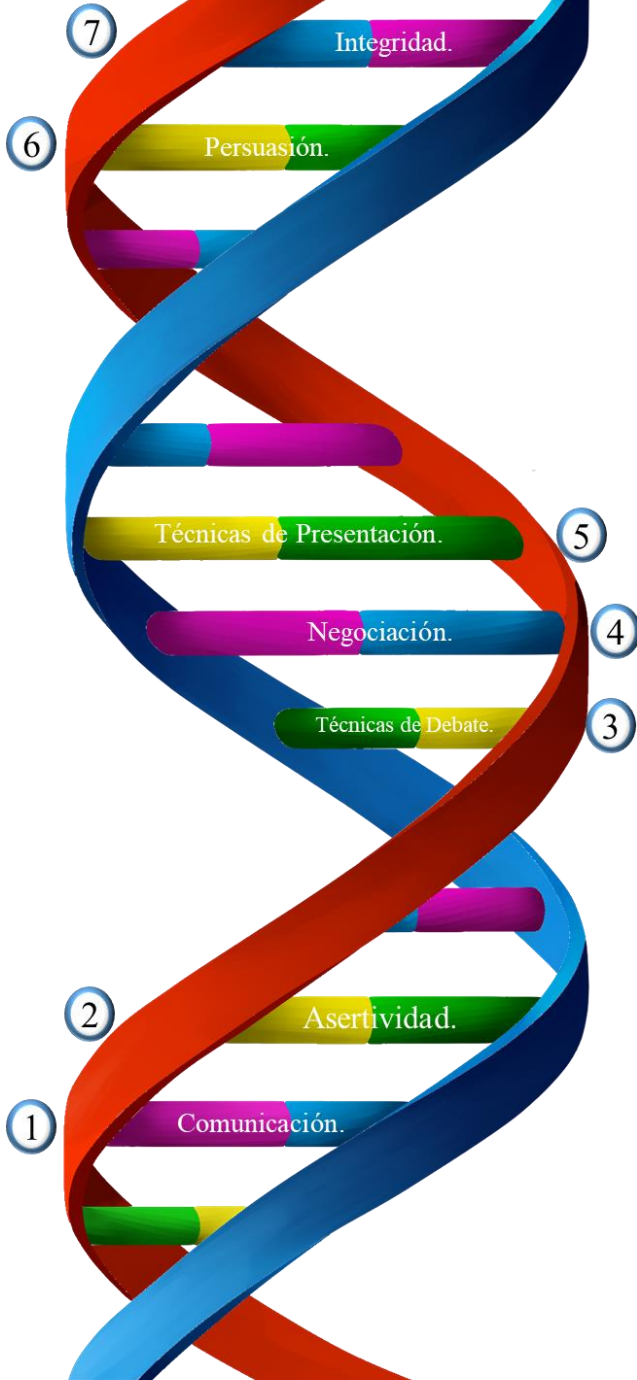 7
Integridad.
6
Persuasión.
Técnicas de Presentación.
5
Negociación.
4
Técnicas de Debate.
3
2
Asertividad.
1
Comunicación.